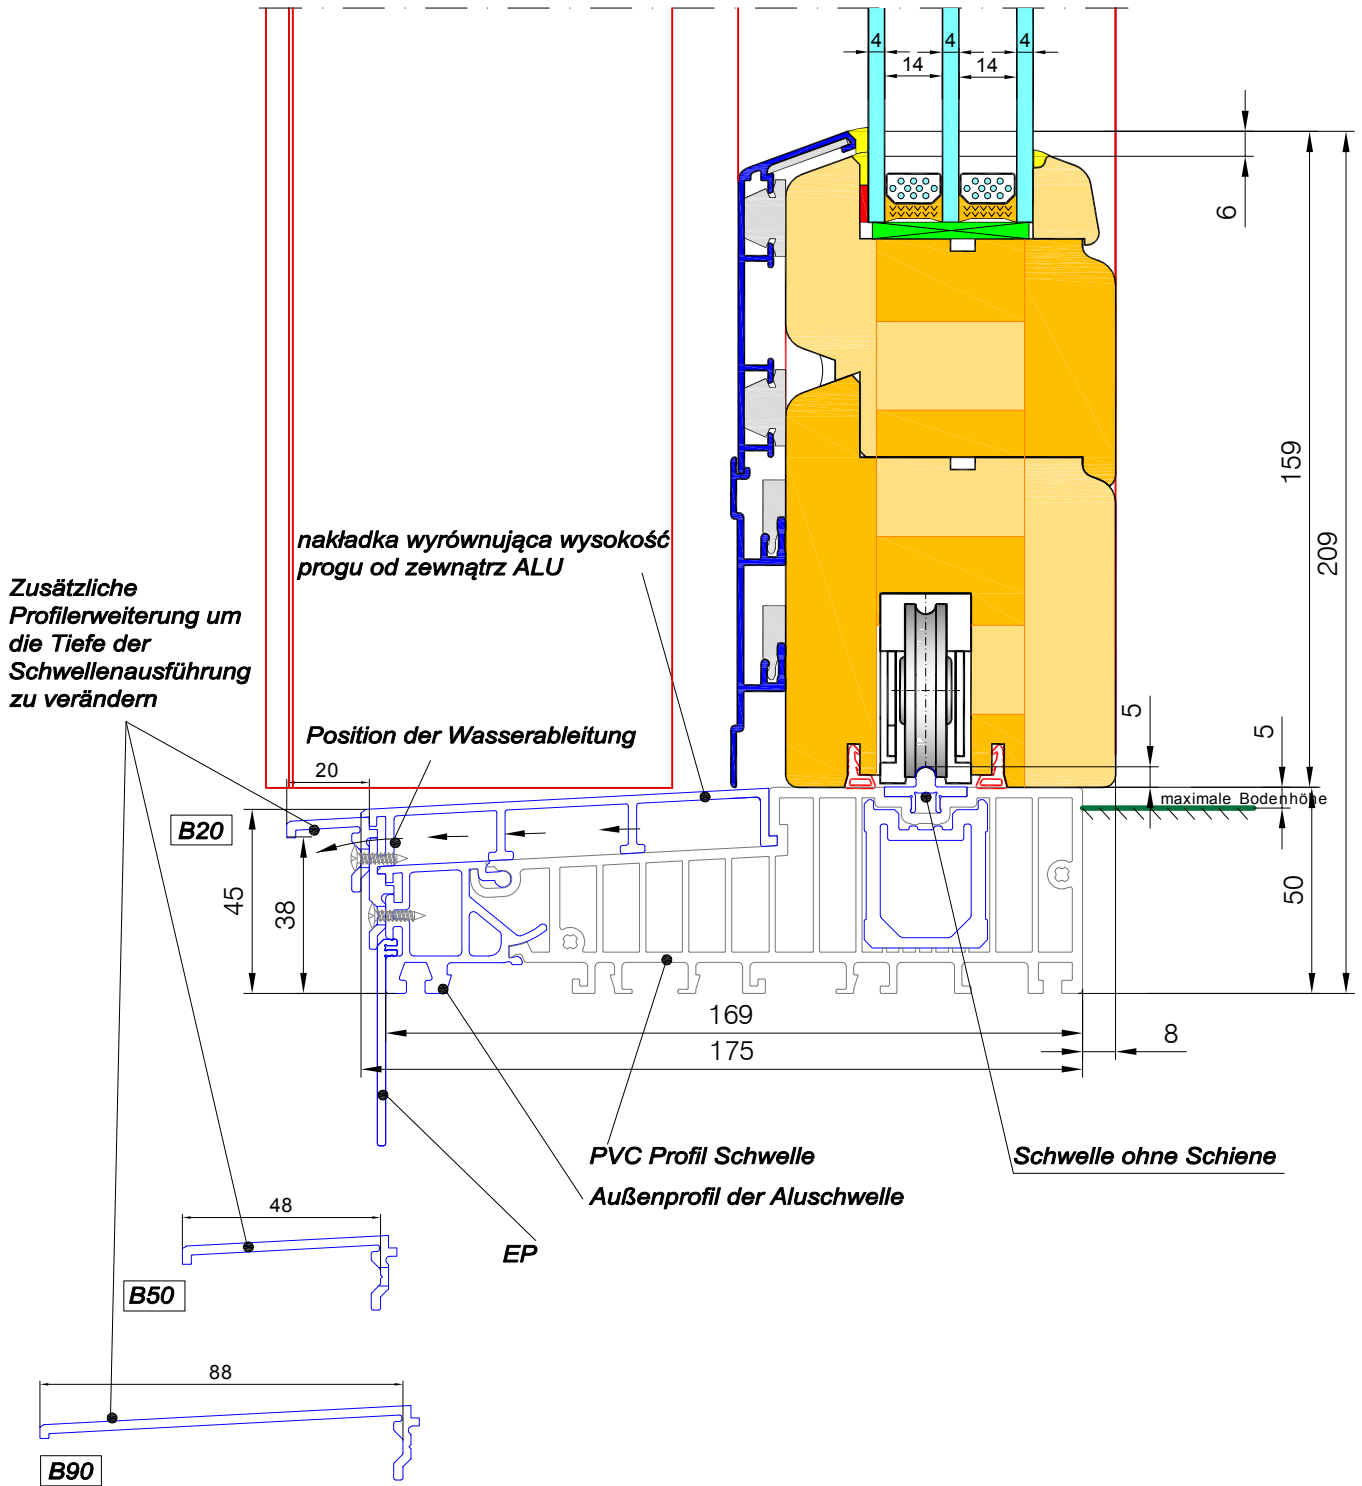 4
4
4
14
14
6
159
209
nakładka wyrównująca wysokość
progu od zewnątrz ALU
Zusätzliche
Profilerweiterung um
die Tiefe der
Schwellenausführung
zu verändern
Position der Wasserableitung
20
B20
5
5
maximale Bodenhöhe
45
38
50
169
175
8
PVC Profil Schwelle
Schwelle ohne Schiene
Außenprofil der Aluschwelle
EP
48
B50
88
B90